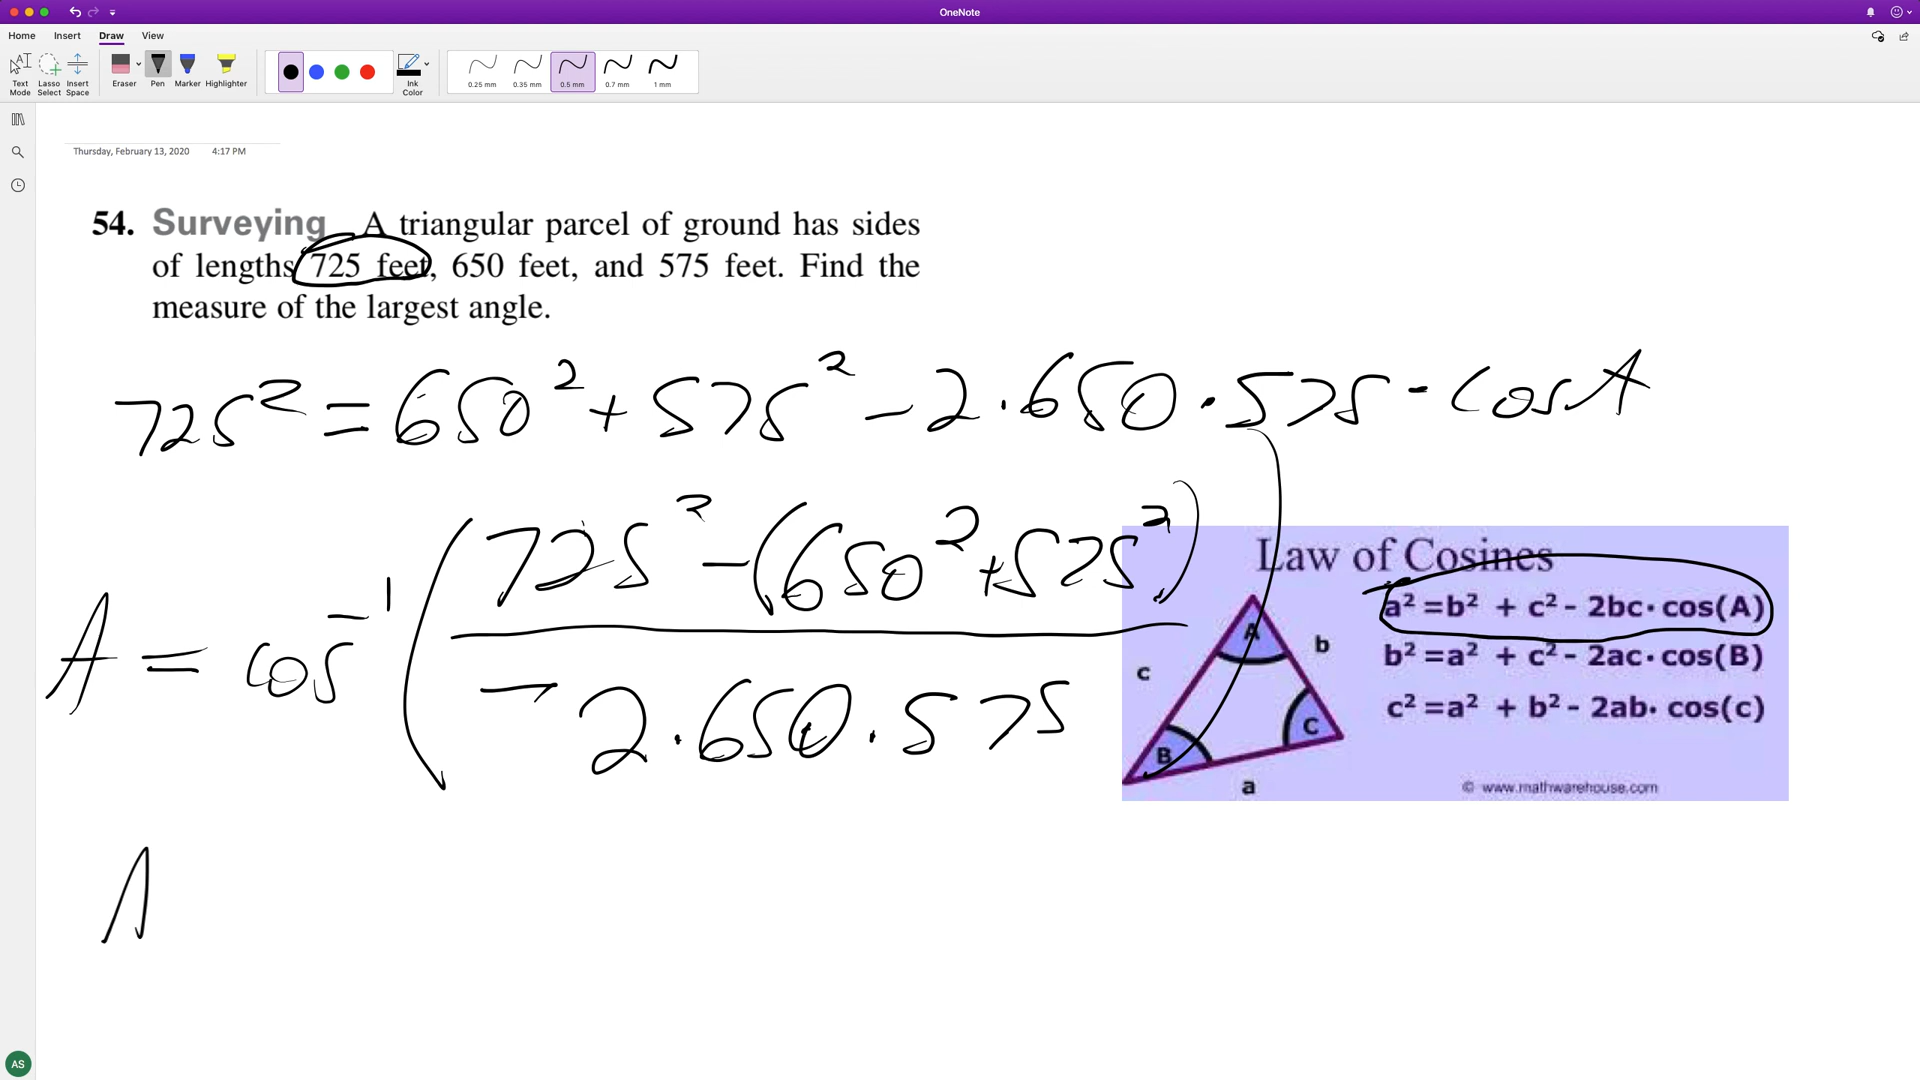 OneNote
Home Insert Draw View
Text Mode Lasso Select Insert Space Eraser Pen Marker Highlighter Ink Color 0.25 mm 0.35 mm 0.5 mm 0.7 mm 1 mm
Thursday, February 13, 2020 4:17 PM
54. Surveying A triangular parcel of ground has sides
of lengths 725 feet, 650 feet, and 575 feet. Find the
measure of the largest angle.
725² = 650² + 575² - 2·650·575 - cosA
A = cos⁻¹ ( 725² - (650² + 575²)
-2·650·575 )
Law of Cosines
a² =b² + c² - 2bc· cos(A)
b² =a² + c² - 2ac· cos(B)
c² =a² + b² - 2ab· cos(c)
A
b
c
C
B
a
© www.mathwarehouse.com
A
AS